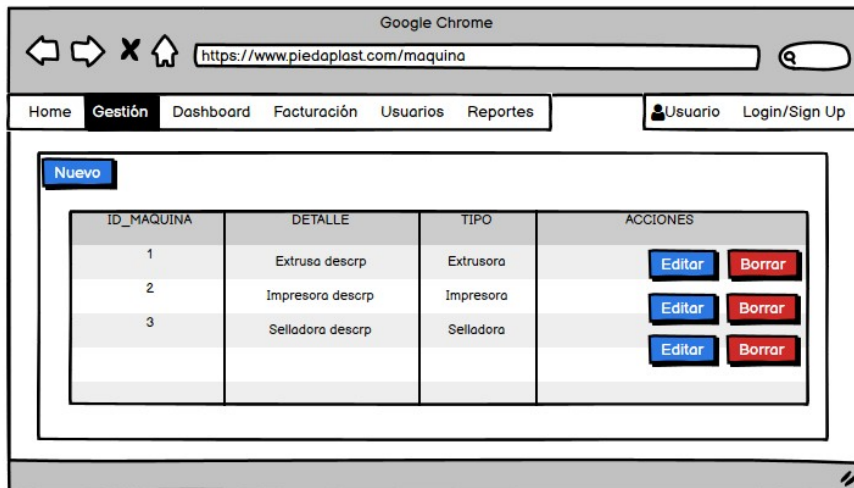 Google Chrome
https://www.piedaplast.com/maquina
Home Gestión Dashboard Facturación Usuarios Reportes Usuario Login/Sign Up
Nuevo
ID_MAQUINA DETALLE TIPO ACCIONES
1 Extrusa descrp Extrusora Editar Borrar
2 Impresora descrp Impresora Editar Borrar
3 Selladora descrp Selladora Editar Borrar